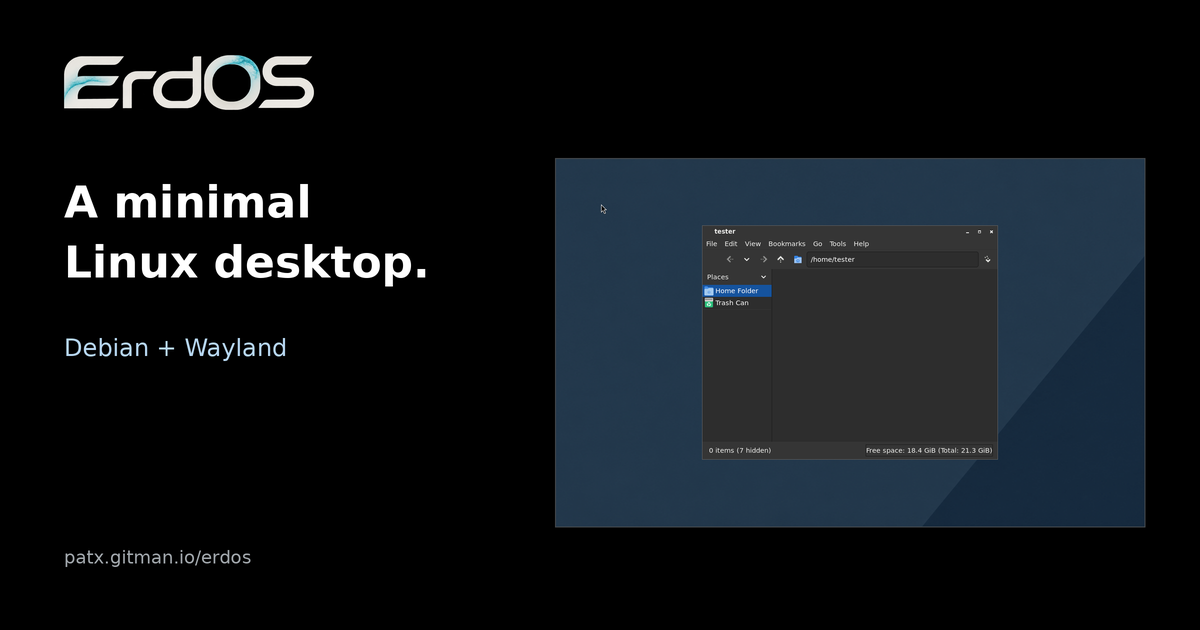 ErdOS
A minimal
Linux desktop.
Debian + Wayland
patx.gitman.io/erdos
tester
File Edit View Bookmarks Go Tools Help
/home/tester
Places
Home Folder
Trash Can
0 items (7 hidden) Free space: 18.4 GiB (Total: 21.3 GiB)